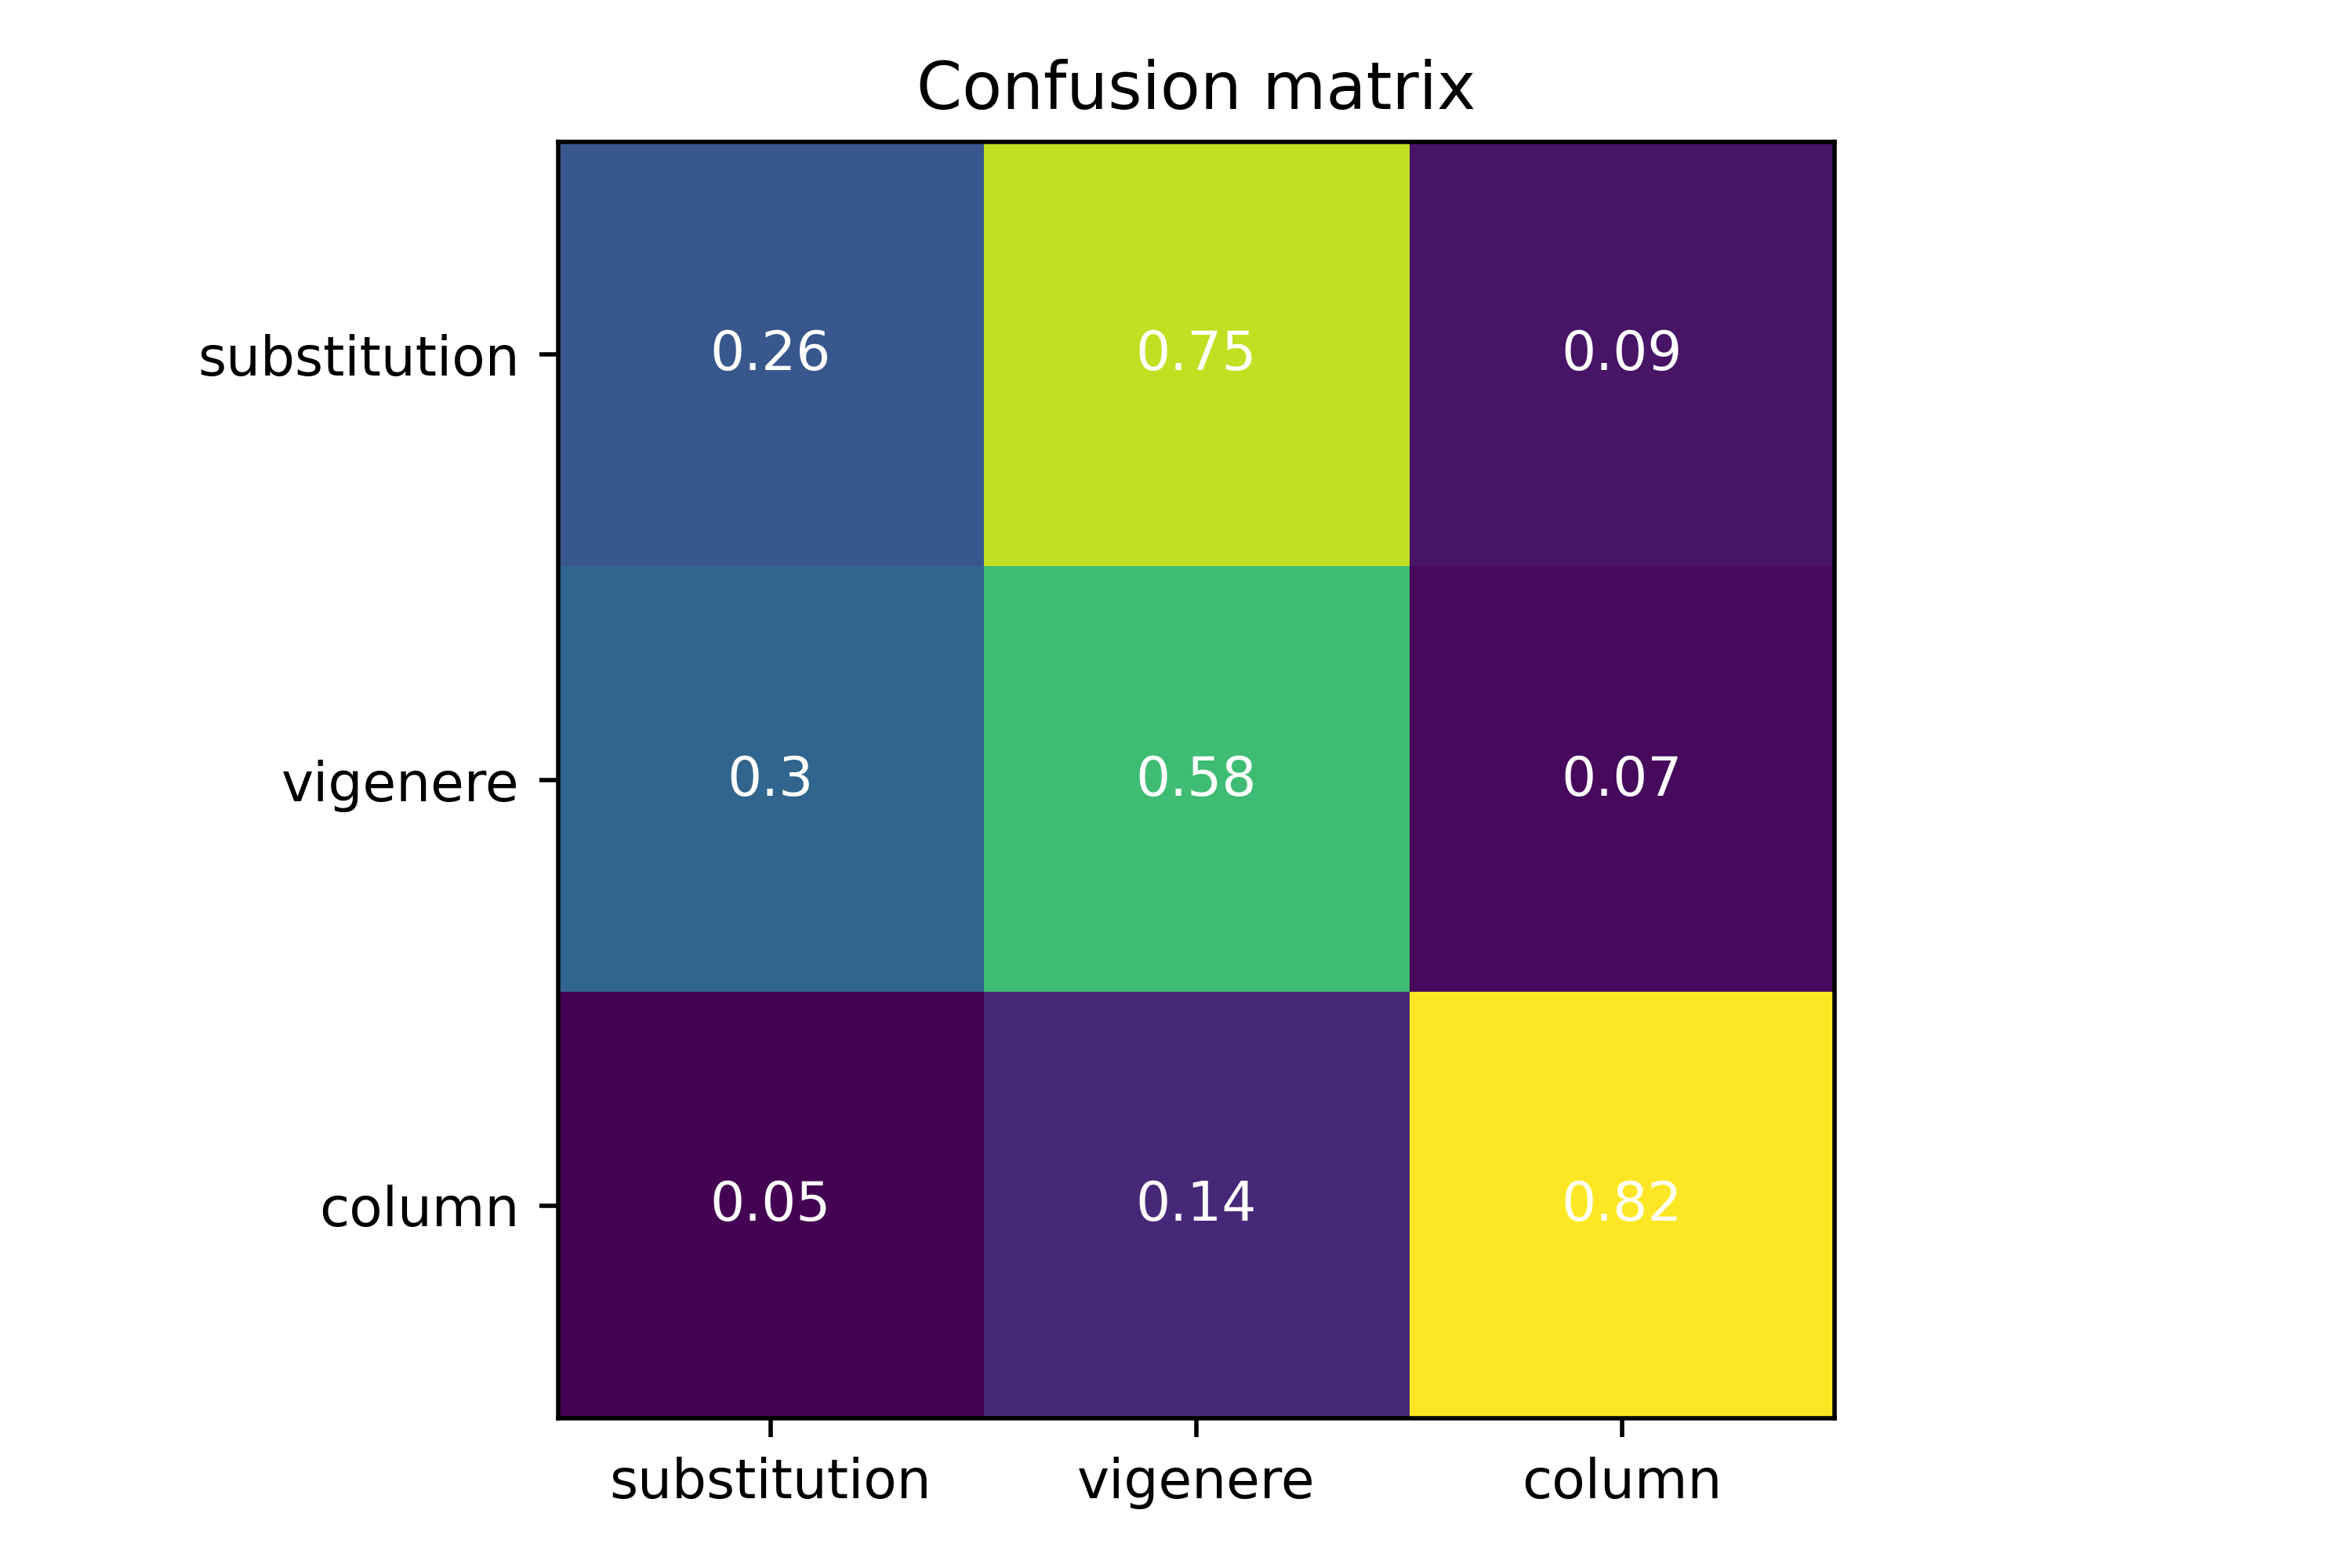 Confusion matrix
substitution 0.26 0.75 0.09
vigenere 0.3 0.58 0.07
column 0.05 0.14 0.82
substitution vigenere column